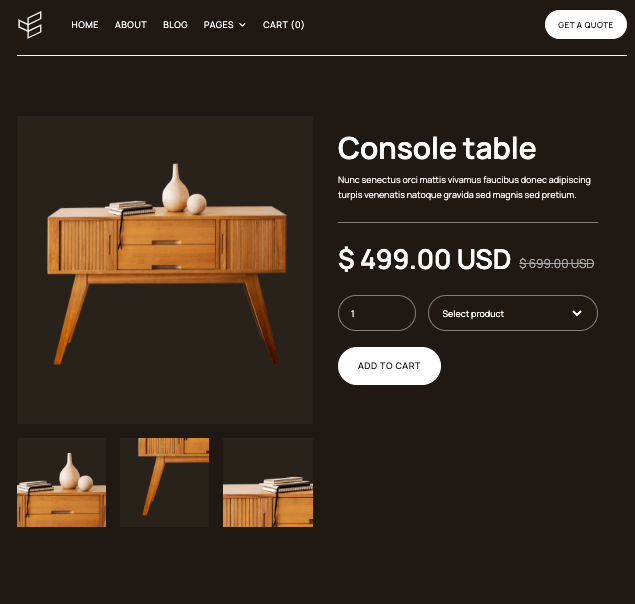 HOME ABOUT BLOG PAGES CART (0) GET A QUOTE
Console table
Nunc senectus orci mattis vivamus faucibus donec adipiscing
turpis venenatis natoque gravida sed magnis sed pretium.
$ 499.00 USD $ 699.00 USD
1 Select product
ADD TO CART